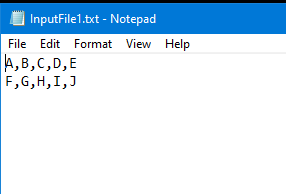 InputFile1.txt - Notepad
File Edit Format View Help
A,B,C,D,E
F,G,H,I,J